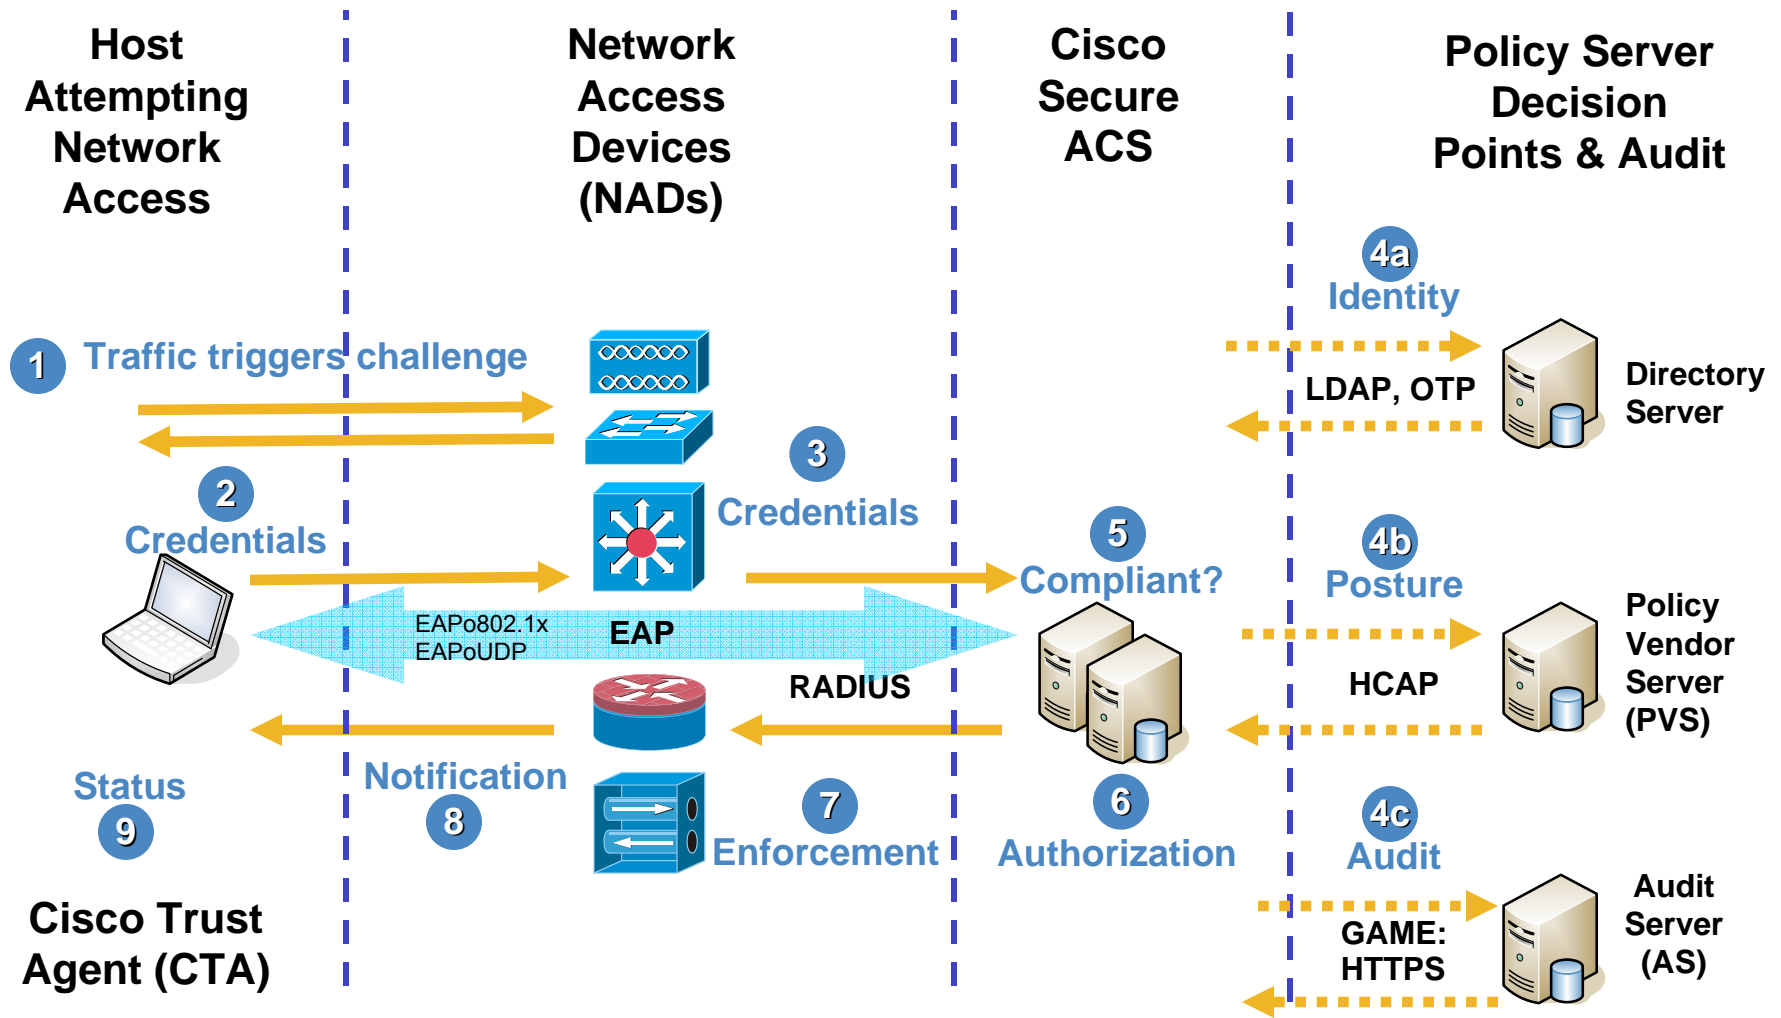 Host
Attempting
Network
Access
Network
Access
Devices
(NADs)
Cisco
Secure
ACS
Policy Server
Decision
Points & Audit
4a
Identity
1
Traffic triggers challenge
LDAP, OTP
Directory
Server
2
Credentials
3
Credentials
5
Compliant?
4b
Posture
EAPo802.1x
EAPoUDP
EAP
RADIUS
HCAP
Policy
Vendor
Server
(PVS)
Status
9
Notification
8
7
Enforcement
6
Authorization
4c
Audit
GAME:
HTTPS
Audit
Server
(AS)
Cisco Trust
Agent (CTA)